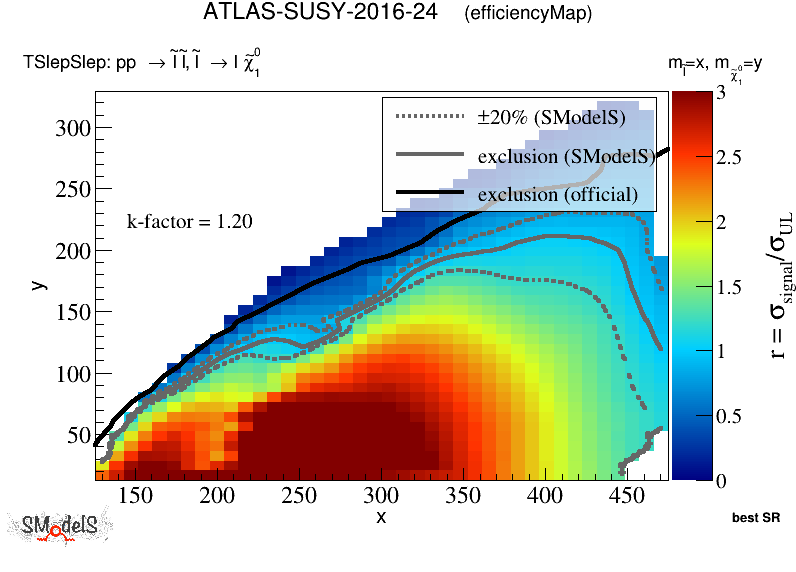 ATLAS-SUSY-2016-24 (efficiencyMap)
TSlepSlep: pp → l̃ l̃, l̃ → l χ̃₁⁰
m_l̃=x, m_χ̃₁⁰=y
±20% (SModelS)
exclusion (SModelS)
exclusion (official)
k-factor = 1.20
300
250
200
150
100
50
y
150 200 250 300 350 400 450
x
3
2.5
2
1.5
1
0.5
0
r = σ_signal/σ_UL
best SR
SModelS